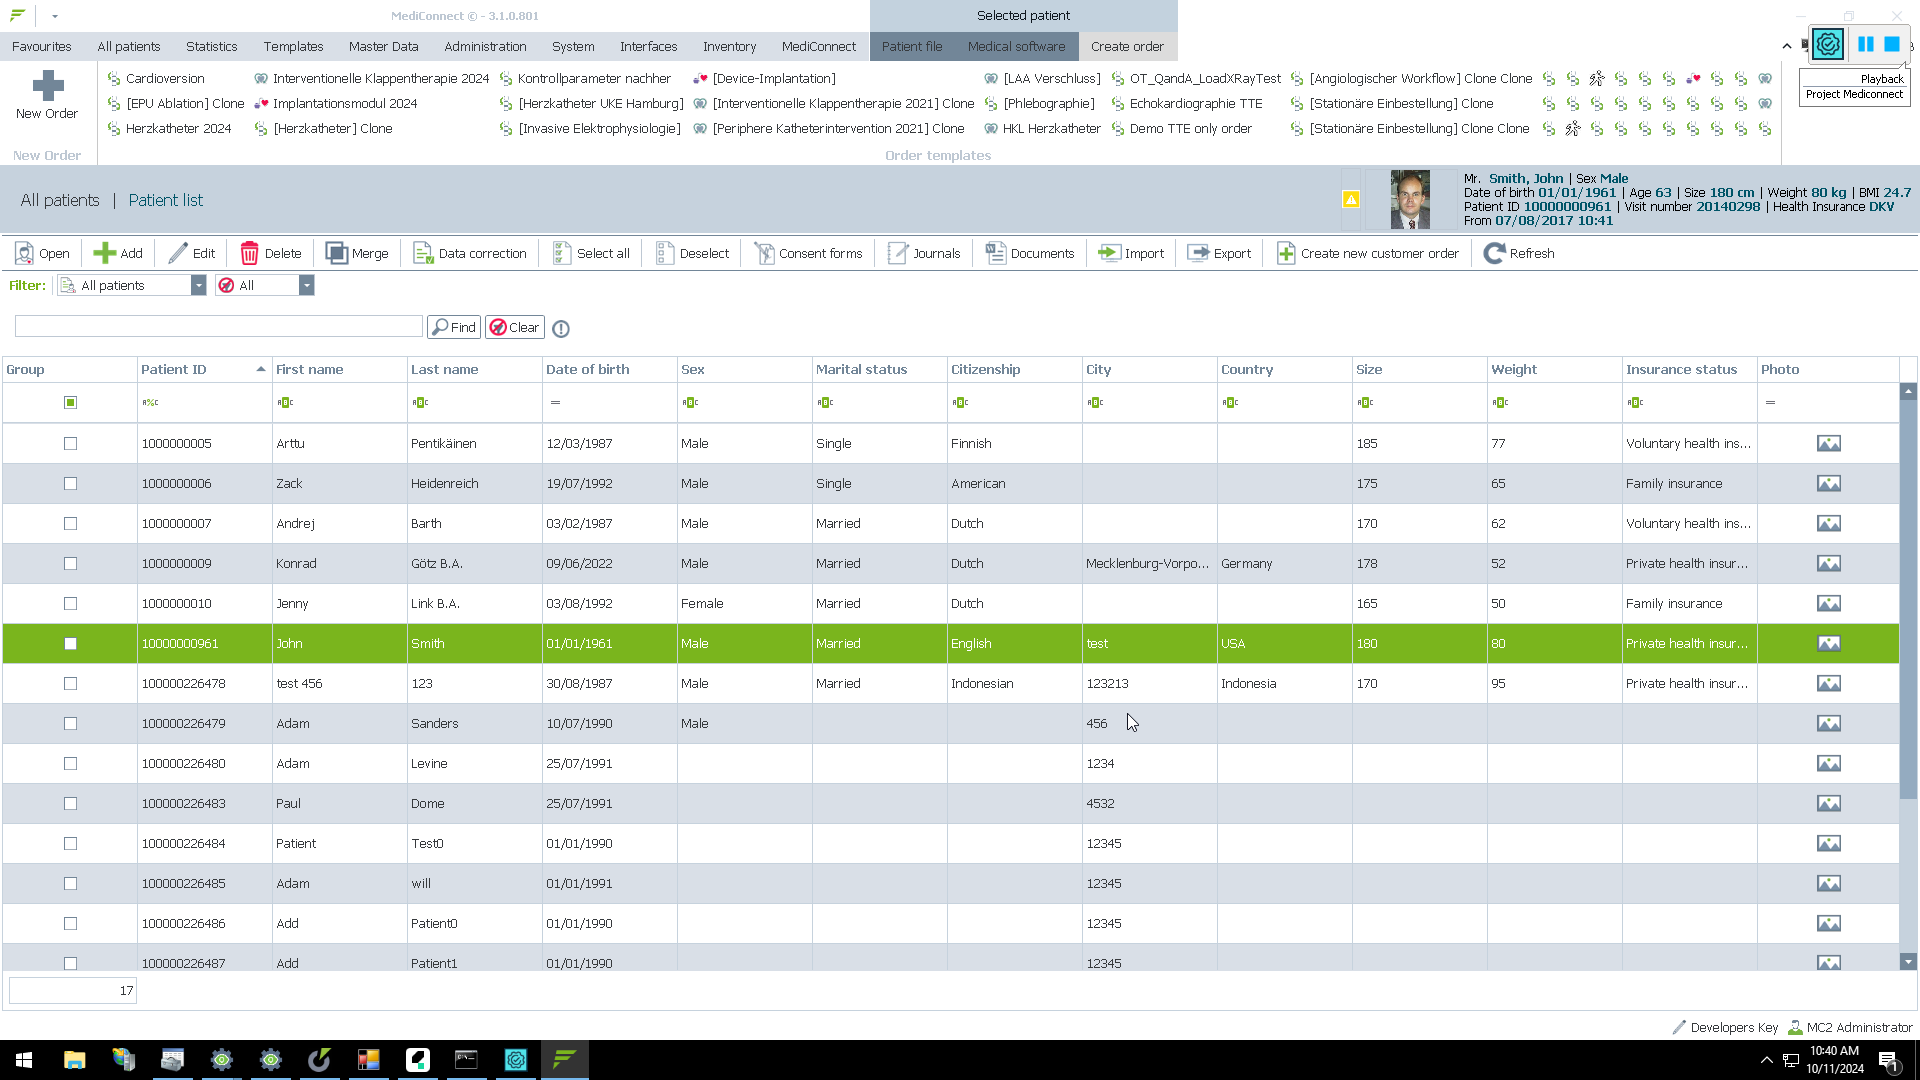 MediConnect © - 3.1.0.801
Selected patient
Favourites All patients Statistics Templates Master Data Administration System Interfaces Inventory MediConnect Patient file Medical software Create order
Cardioversion Interventionelle Klappentherapie 2024 Kontrollparameter nachher [Device-Implantation] [LAA Verschluss] OT_QandA_LoadXRayTest [Angiologischer Workflow] Clone Clone
Playback
Project Mediconnect
[EPU Ablation] Clone Implantationsmodul 2024 [Herzkatheter UKE Hamburg] [Interventionelle Klappentherapie 2021] Clone [Phlebographie] Echokardiographie TTE [Stationäre Einbestellung] Clone
New Order
Herzkatheter 2024 [Herzkatheter] Clone [Invasive Elektrophysiologie] [Periphere Katheterintervention 2021] Clone HKL Herzkatheter Demo TTE only order [Stationäre Einbestellung] Clone Clone
New Order Order templates
All patients | Patient list
Mr. Smith, John | Sex Male
Date of birth 01/01/1961 | Age 63 | Size 180 cm | Weight 80 kg | BMI 24.7
Patient ID 10000000961 | Visit number 20140298 | Health Insurance DKV
From 07/08/2017 10:41
Open Add Edit Delete Merge Data correction Select all Deselect Consent forms Journals Documents Import Export Create new customer order Refresh
Filter: All patients All
Find Clear
Group Patient ID First name Last name Date of birth Sex Marital status Citizenship City Country Size Weight Insurance status Photo
1000000005 Arttu Pentikäinen 12/03/1987 Male Single Finnish 185 77 Voluntary health ins...
1000000006 Zack Heidenreich 19/07/1992 Male Single American 175 65 Family insurance
1000000007 Andrej Barth 03/02/1987 Male Married Dutch 170 62 Voluntary health ins...
1000000009 Konrad Götz B.A. 09/06/2022 Male Married Dutch Mecklenburg-Vorpo... Germany 178 52 Private health insur...
1000000010 Jenny Link B.A. 03/08/1992 Female Married Dutch 165 50 Family insurance
10000000961 John Smith 01/01/1961 Male Married English test USA 180 80 Private health insur...
100000226478 test 456 123 30/08/1987 Male Married Indonesian 123213 Indonesia 170 95 Private health insur...
100000226479 Adam Sanders 10/07/1990 Male 456
100000226480 Adam Levine 25/07/1991 1234
100000226483 Paul Dome 25/07/1991 4532
100000226484 Patient Test0 01/01/1990 12345
100000226485 Adam will 01/01/1991 12345
100000226486 Add Patient0 01/01/1990 12345
100000226487 Add Patient1 01/01/1990 12345
17
Developers Key MC2 Administrator
10:40 AM
10/11/2024
1